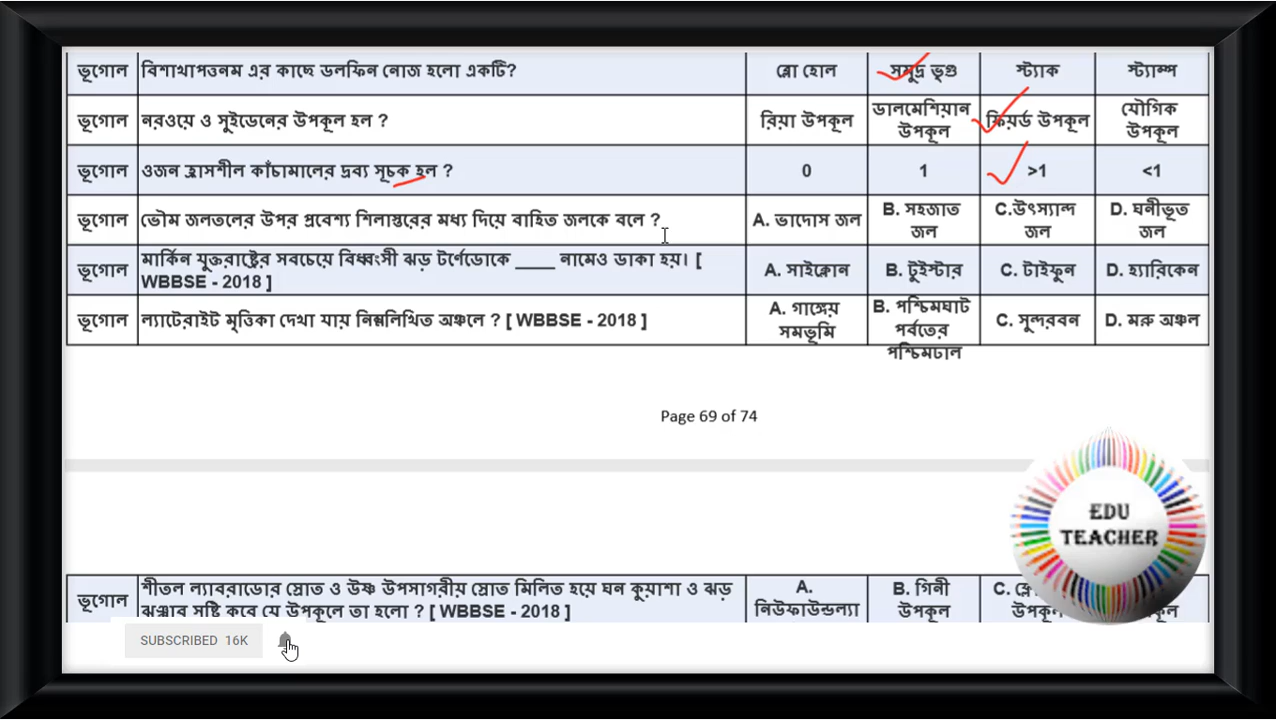 ভূগোল বিশাখাপত্তনম এর কাছে ডলফিন নোজ হলো একটি? ব্লো হোল সমুদ্র ভৃগু স্ট্যাক স্ট্যাম্প
ভূগোল নরওয়ে ও সুইডেনের উপকূল হল ? রিয়া উপকূল ডালমেশিয়ান উপকূল ফিয়র্ড উপকূল যৌগিক উপকূল
ভূগোল ওজন হ্রাসশীল কাঁচামালের দ্রব্য সূচক হল ? 0 1 >1 <1
ভূগোল ভৌম জলতলের উপর প্রবেশ্য শিলাস্তরের মধ্য দিয়ে বাহিত জলকে বলে ? A. ভাদোস জল B. সহজাত জল C.উৎস্যান্দ জল D. ঘনীভূত জল
ভূগোল মার্কিন যুক্তরাষ্ট্রের সবচেয়ে বিধ্বংসী ঝড় টর্ণেডোকে ____ নামেও ডাকা হয়। [
WBBSE - 2018 ] A. সাইক্লোন B. টুইস্টার C. টাইফুন D. হ্যারিকেন
ভূগোল ল্যাটেরাইট মৃত্তিকা দেখা যায় নিম্নলিখিত অঞ্চলে ? [ WBBSE - 2018 ] A. গাঙ্গেয় সমভূমি B. পশ্চিমঘাট পর্বতের পশ্চিমঢাল C. সুন্দরবন D. মরু অঞ্চল
Page 69 of 74
EDU
TEACHER
ভূগোল শীতল ল্যাবরাডোর স্রোত ও উষ্ণ উপসাগরীয় স্রোত মিলিত হয়ে ঘন কুয়াশা ও ঝড়
ঝঞ্ঝার সৃষ্টি করে যে উপকূলে তা হলো ? [ WBBSE - 2018 ] A. নিউফাউন্ডল্যা B. গিনী উপকূল C. উপকূল
SUBSCRIBED 16K